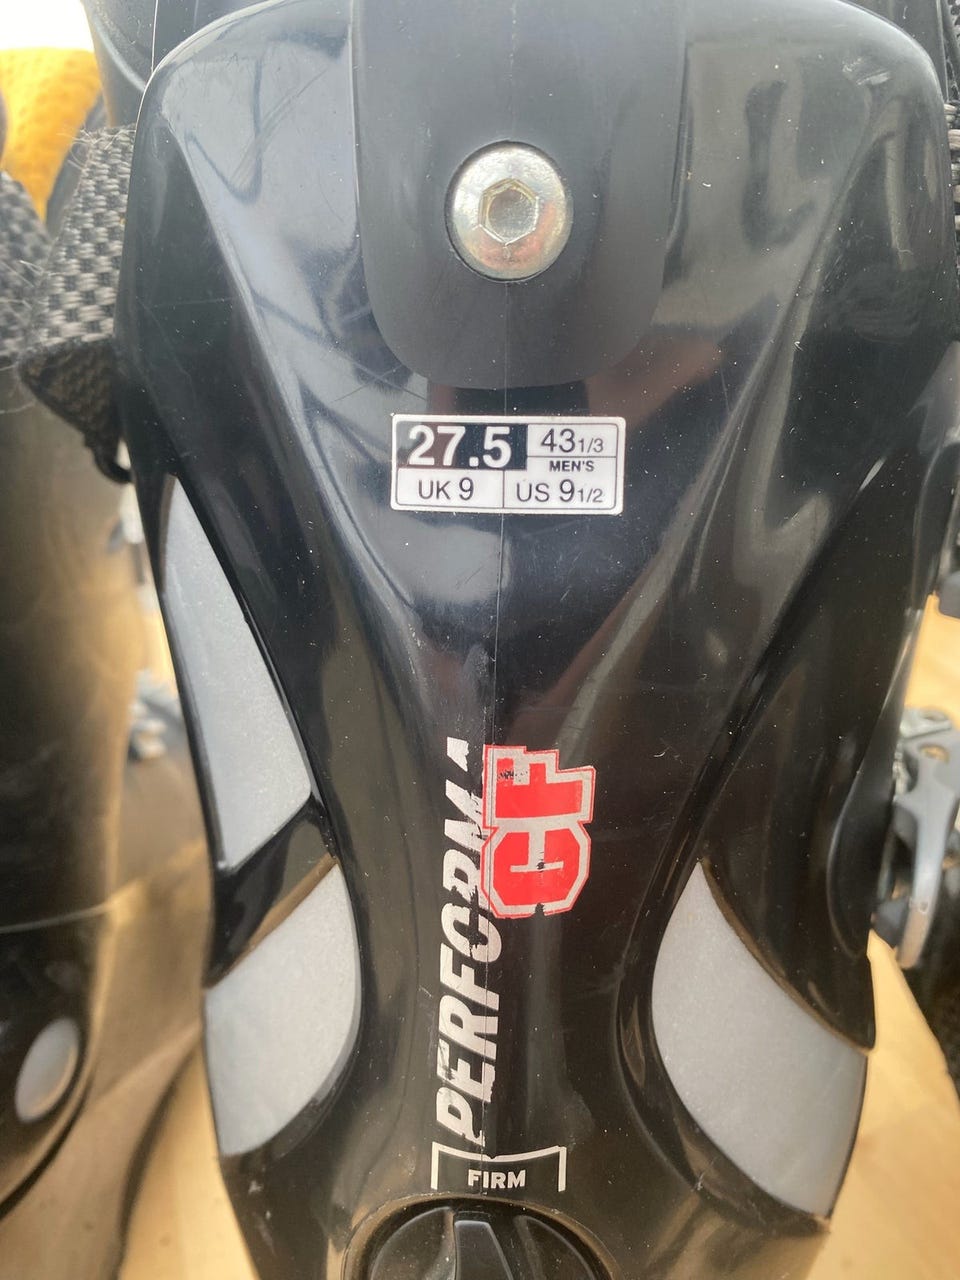 27.5 43 1/3
MEN'S
UK 9 US 9 1/2
PERFORMA
CF
FIRM